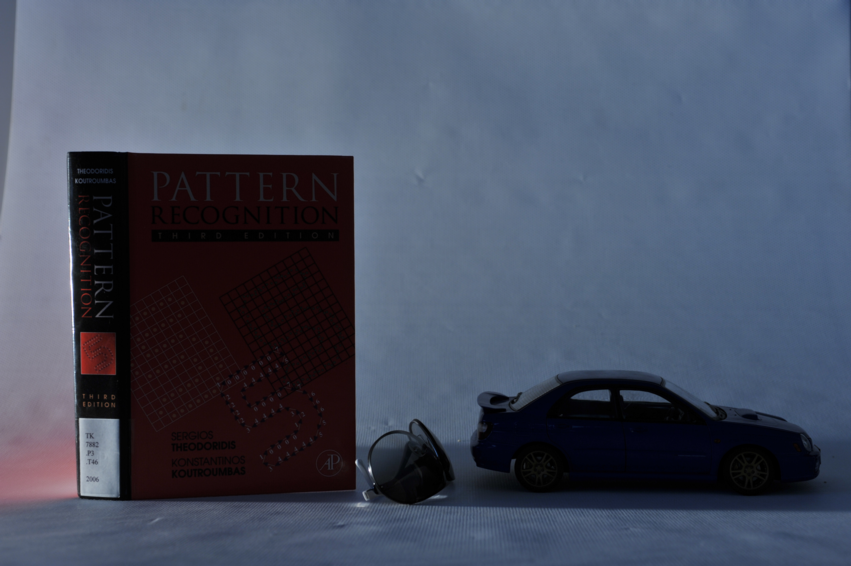 THEODORIDIS
KOUTROUMBAS
PATTERN
RECOGNITION
THIRD
EDITION
TK
7882
.P3
.T46
2006
PATTERN
RECOGNITION
THIRD EDITION
SERGIOS
THEODORIDIS
KONSTANTINOS
KOUTROUMBAS
AP